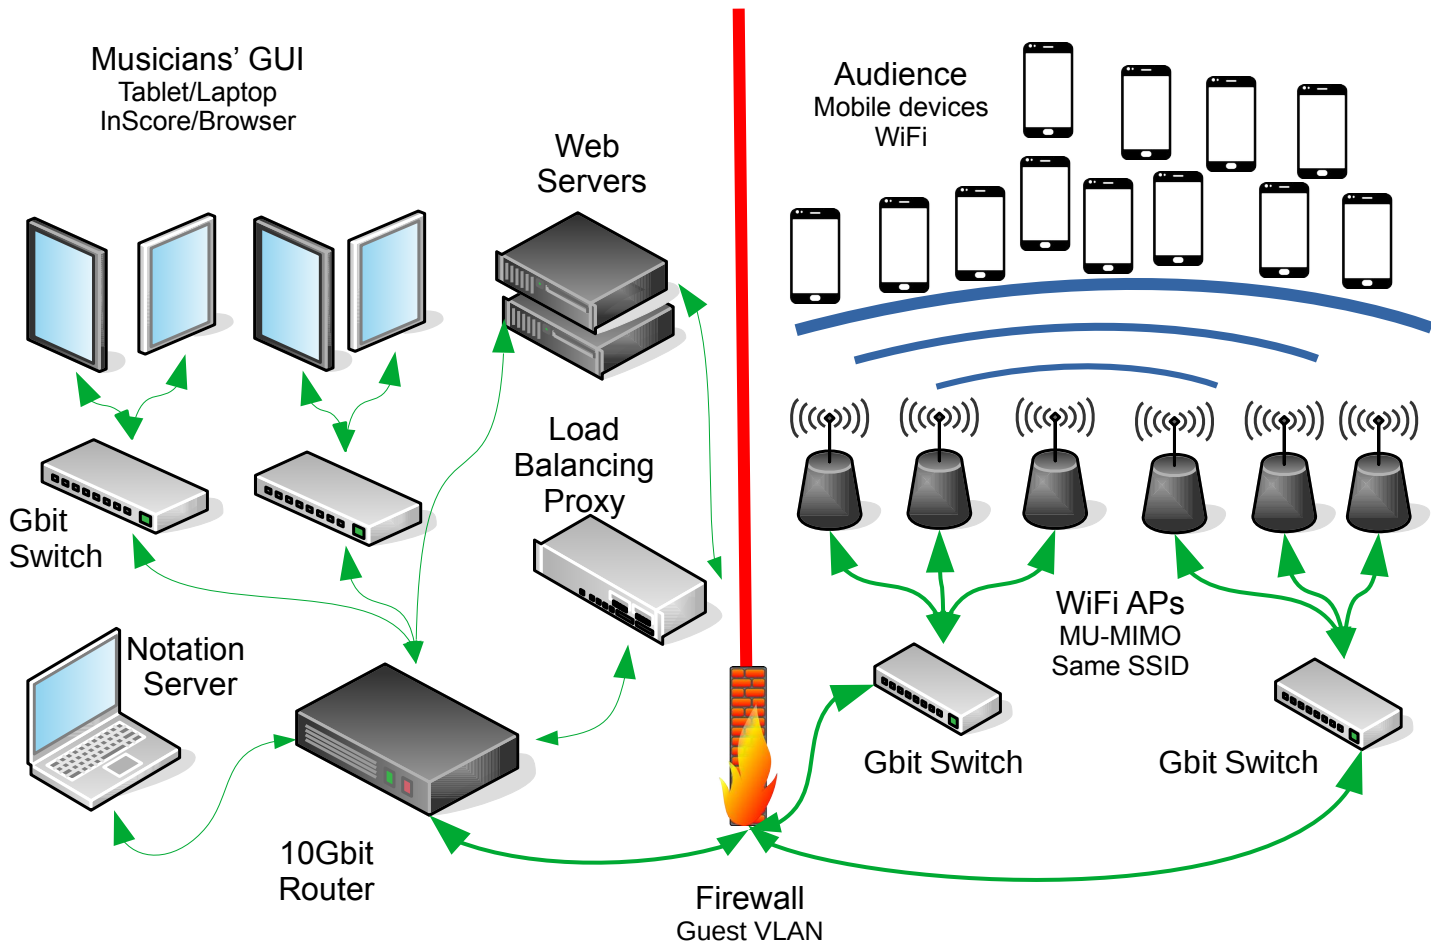 Musicians’ GUI
Tablet/Laptop
InScore/Browser
Web
Servers
Load
Balancing
Proxy
Gbit
Switch
Notation
Server
10Gbit
Router
Firewall
Guest VLAN
Audience
Mobile devices
WiFi
WiFi APs
MU-MIMO
Same SSID
Gbit Switch
Gbit Switch